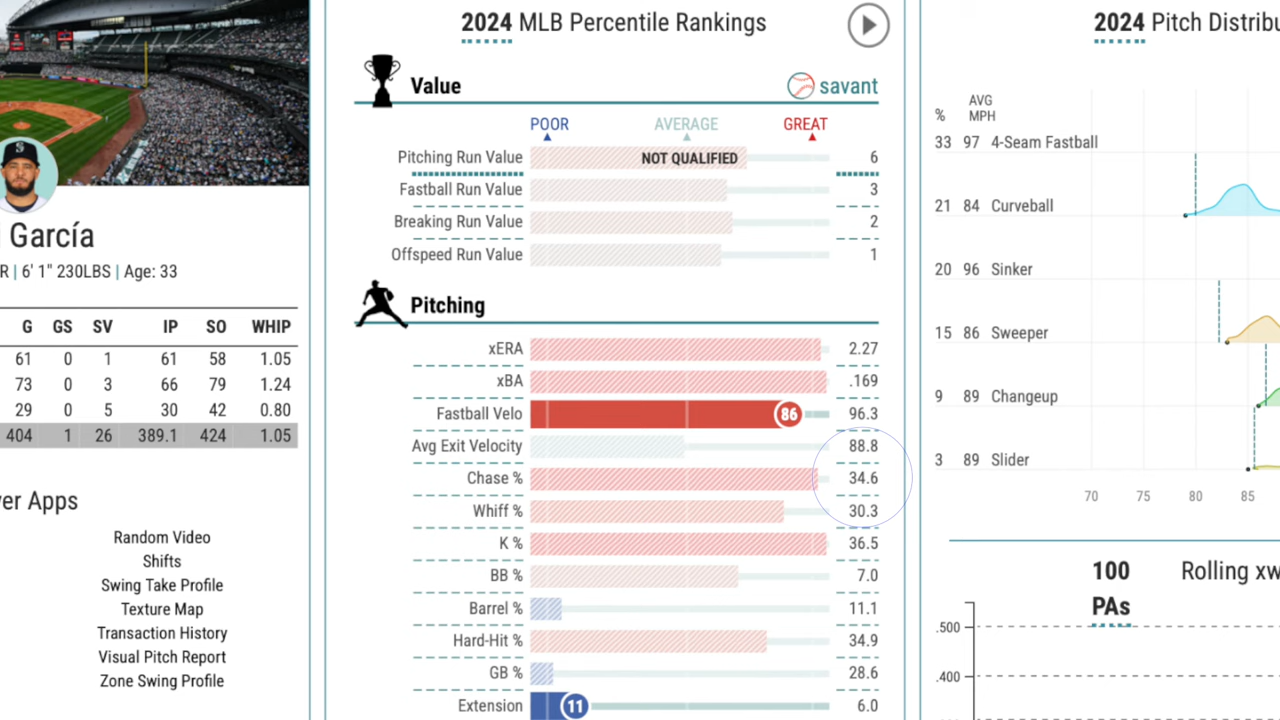 García
R | 6' 1" 230LBS | Age: 33
G GS SV IP SO WHIP
61 0 1 61 58 1.05
73 0 3 66 79 1.24
29 0 5 30 42 0.80
404 1 26 389.1 424 1.05
er Apps
Random Video
Shifts
Swing Take Profile
Texture Map
Transaction History
Visual Pitch Report
Zone Swing Profile
2024 MLB Percentile Rankings
Value
savant
POOR AVERAGE GREAT
Pitching Run Value NOT QUALIFIED 6
Fastball Run Value 3
Breaking Run Value 2
Offspeed Run Value 1
Pitching
xERA 2.27
xBA .169
Fastball Velo 86 96.3
Avg Exit Velocity 88.8
Chase % 34.6
Whiff % 30.3
K % 36.5
BB % 7.0
Barrel % 11.1
Hard-Hit % 34.9
GB % 28.6
Extension 11 6.0
2024 Pitch Distribu
% AVG
MPH
33 97 4-Seam Fastball
21 84 Curveball
20 96 Sinker
15 86 Sweeper
9 89 Changeup
3 89 Slider
70 75 80 85
100 Rolling xw
PAs
.500
.400